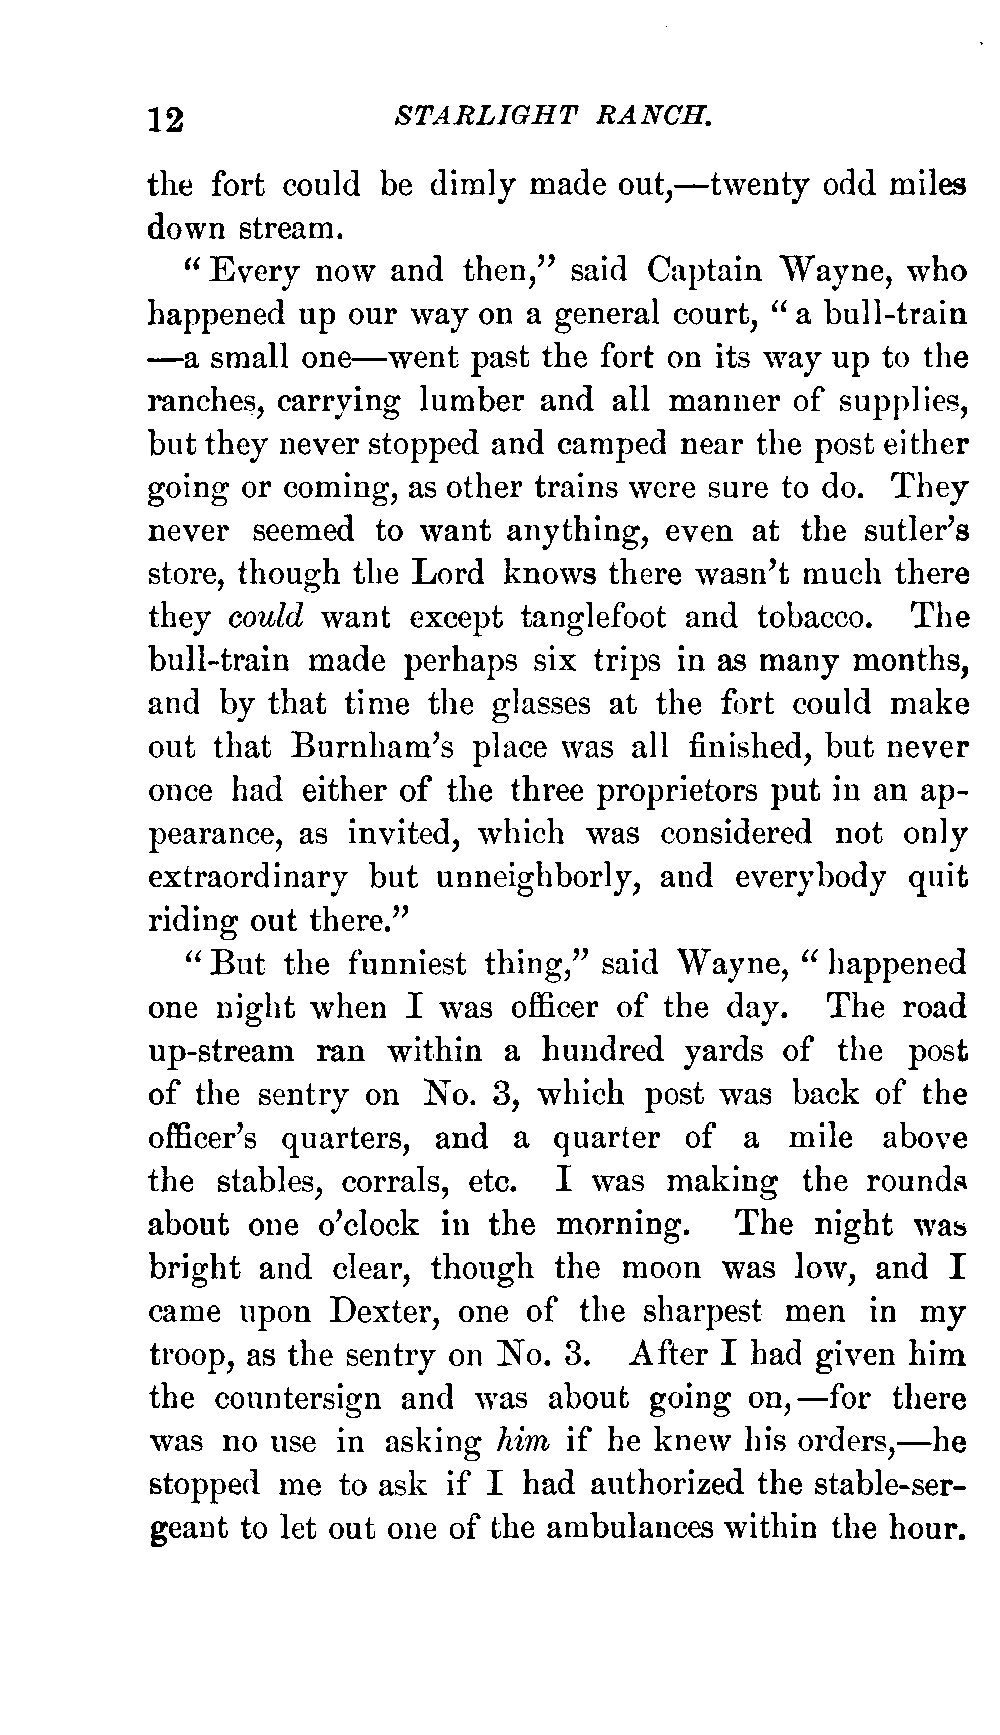 12 STARLIGHT RANCH.
the fort could be dimly made out,—twenty odd miles
down stream.
“Every now and then,” said Captain Wayne, who
happened up our way on a general court, “a bull-train
—a small one—went past the fort on its way up to the
ranches, carrying lumber and all manner of supplies,
but they never stopped and camped near the post either
going or coming, as other trains were sure to do. They
never seemed to want anything, even at the sutler’s
store, though the Lord knows there wasn’t much there
they could want except tanglefoot and tobacco. The
bull-train made perhaps six trips in as many months,
and by that time the glasses at the fort could make
out that Burnham’s place was all finished, but never
once had either of the three proprietors put in an ap-
pearance, as invited, which was considered not only
extraordinary but unneighborly, and everybody quit
riding out there.”
“But the funniest thing,” said Wayne, “happened
one night when I was officer of the day. The road
up-stream ran within a hundred yards of the post
of the sentry on No. 3, which post was back of the
officer’s quarters, and a quarter of a mile above
the stables, corrals, etc. I was making the rounds
about one o’clock in the morning. The night was
bright and clear, though the moon was low, and I
came upon Dexter, one of the sharpest men in my
troop, as the sentry on No. 3. After I had given him
the countersign and was about going on,—for there
was no use in asking him if he knew his orders,—he
stopped me to ask if I had authorized the stable-ser-
geant to let out one of the ambulances within the hour.